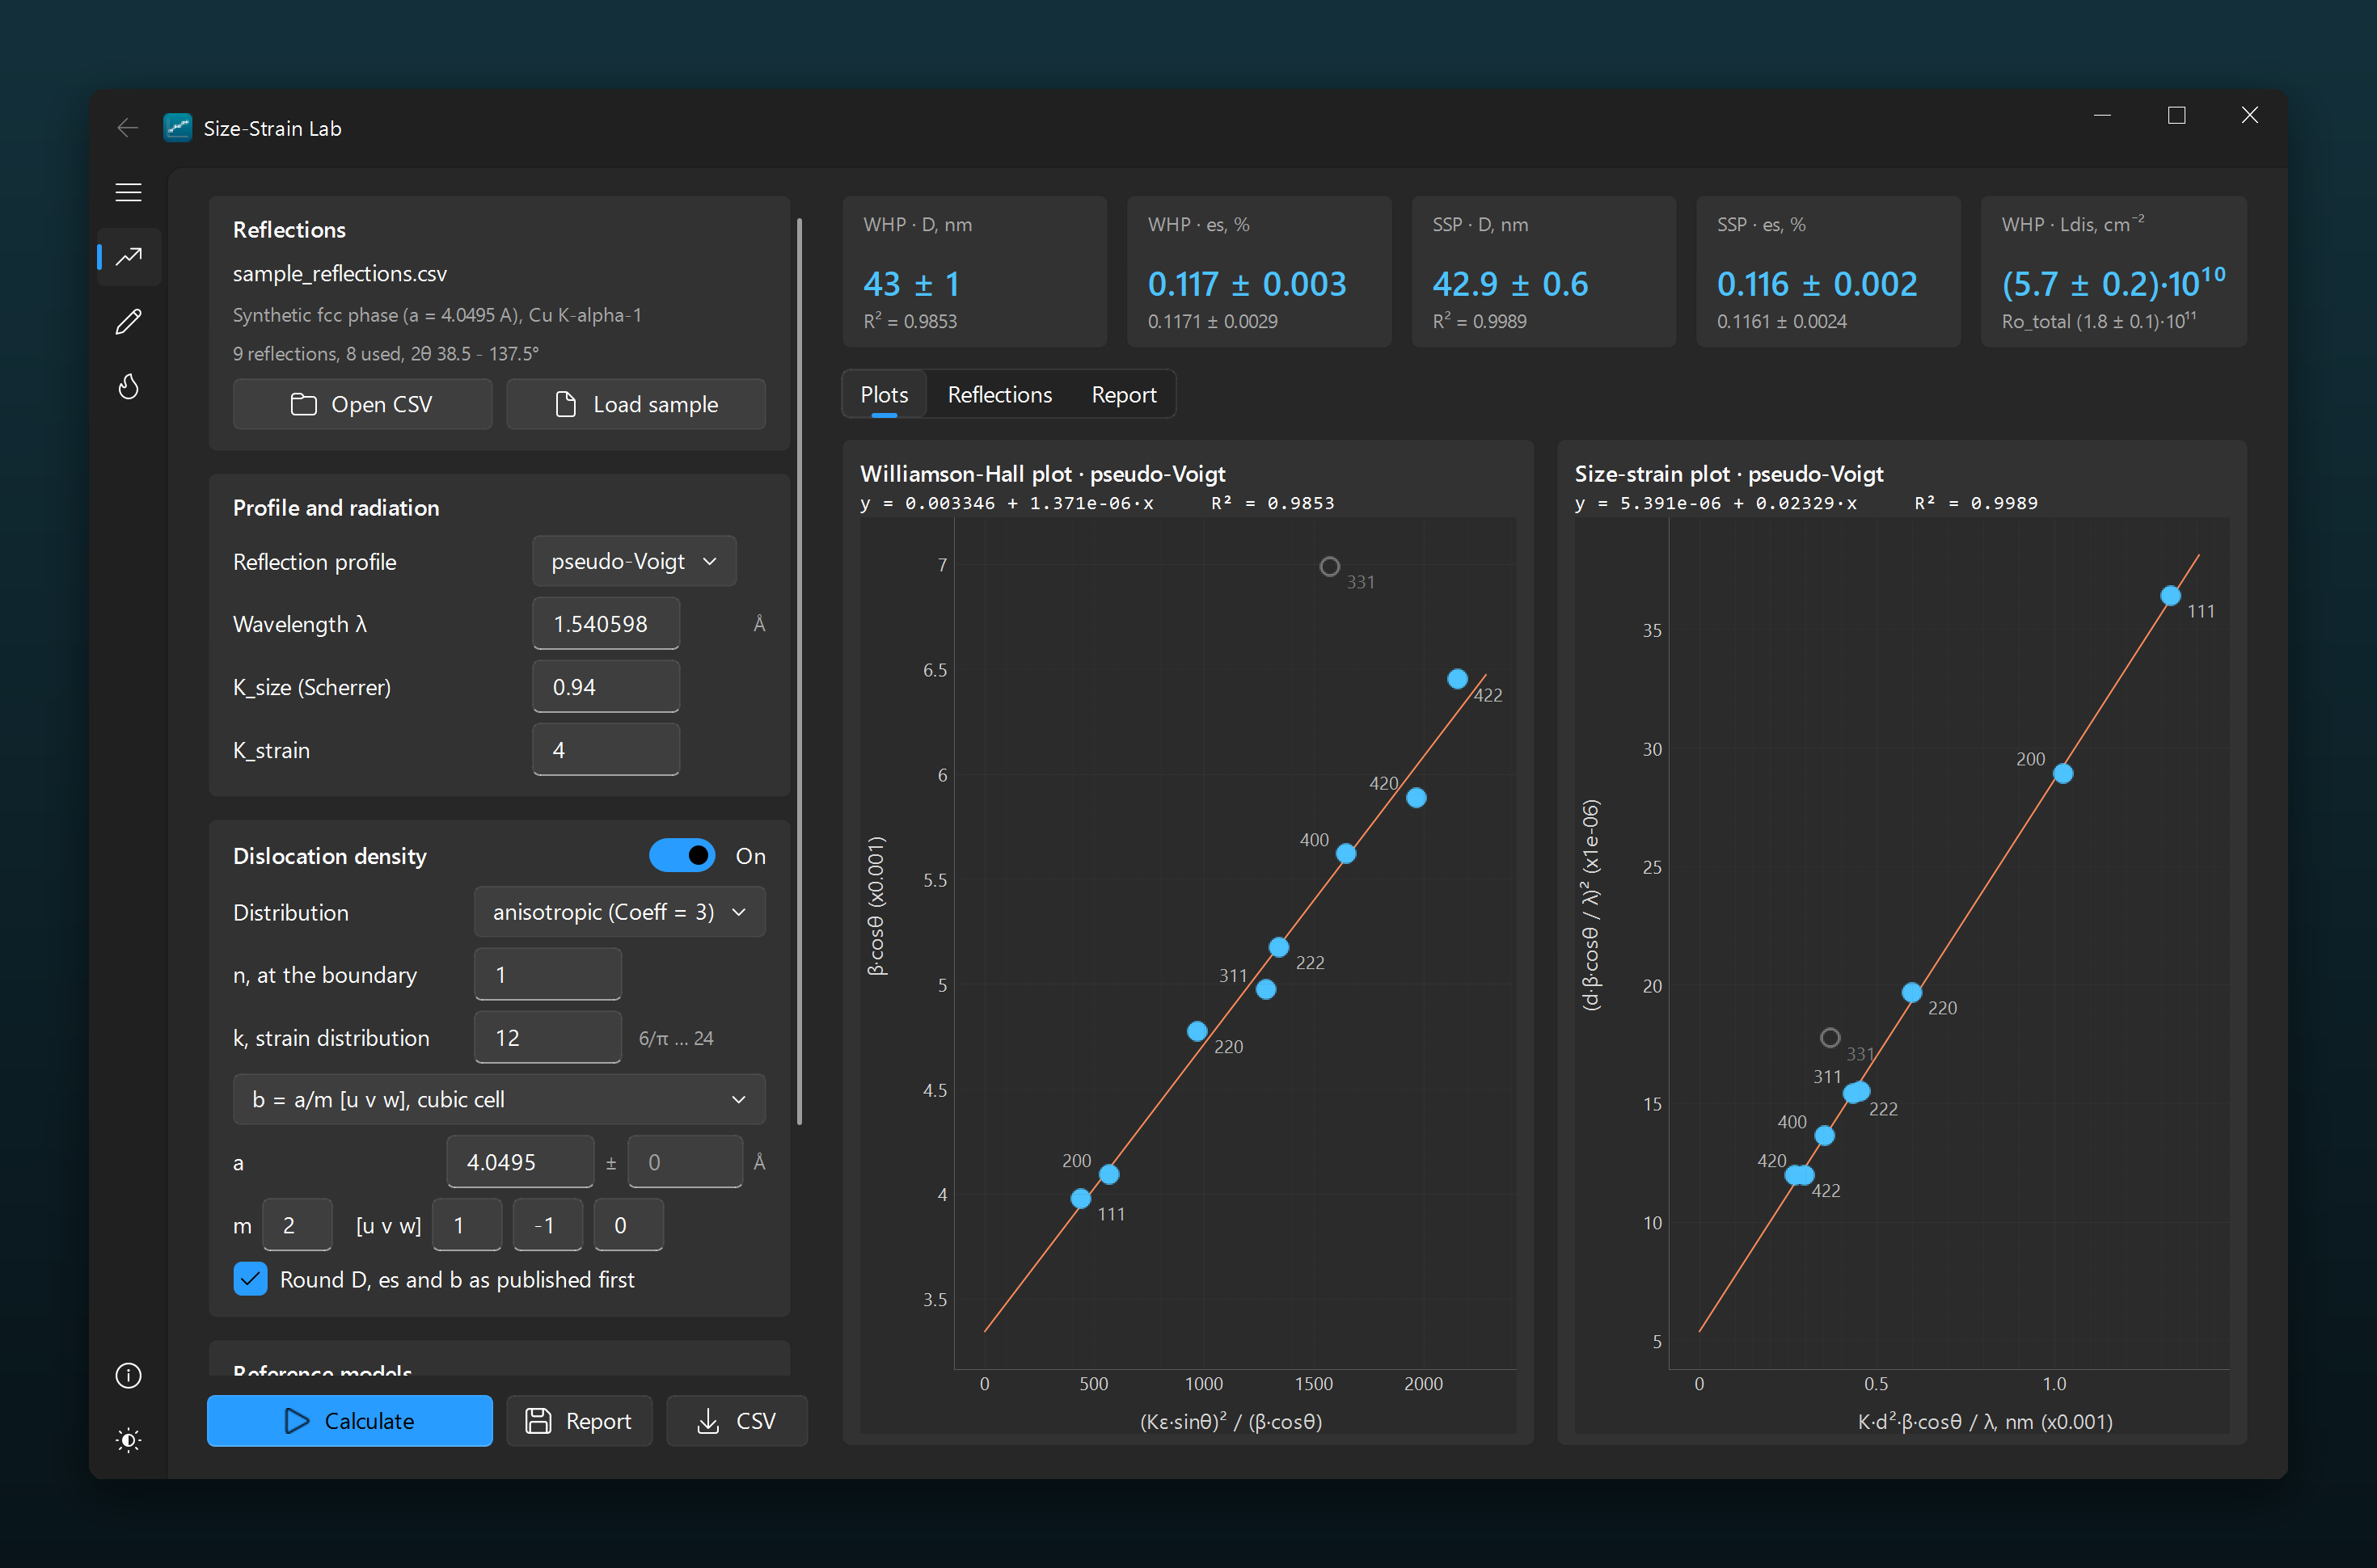 Size-Strain Lab
Reflections
sample_reflections.csv
Synthetic fcc phase (a = 4.0495 A), Cu K-alpha-1
9 reflections, 8 used, 2θ 38.5 - 137.5°
Open CSV
Load sample
Profile and radiation
Reflection profile
pseudo-Voigt
Wavelength λ
1.540598
Å
K_size (Scherrer)
0.94
K_strain
4
Dislocation density
On
Distribution
anisotropic (Coeff = 3)
n, at the boundary
1
k, strain distribution
12
6/π ... 24
b = a/m [u v w], cubic cell
a
4.0495
±
0
Å
m
2
[u v w]
1
-1
0
Round D, es and b as published first
Reference models
Calculate
Report
CSV
WHP · D, nm
43 ± 1
R² = 0.9853
WHP · es, %
0.117 ± 0.003
0.1171 ± 0.0029
SSP · D, nm
42.9 ± 0.6
R² = 0.9989
SSP · es, %
0.116 ± 0.002
0.1161 ± 0.0024
WHP · Ldis, cm⁻²
(5.7 ± 0.2)·10¹⁰
Ro_total (1.8 ± 0.1)·10¹¹
Plots
Reflections
Report
Williamson-Hall plot · pseudo-Voigt
y = 0.003346 + 1.371e-06·x R² = 0.9853
7
6.5
6
5.5
5
4.5
4
3.5
β·cosθ (x0.001)
331
422
420
400
222
311
220
200
111
0
500
1000
1500
2000
(Kε·sinθ)² / (β·cosθ)
Size-strain plot · pseudo-Voigt
y = 5.391e-06 + 0.02329·x R² = 0.9989
35
30
25
20
15
10
5
(d·β·cosθ / λ)² (x1e-06)
111
200
220
331
311
222
400
420
422
0
0.5
1.0
K·d²·β·cosθ / λ, nm (x0.001)